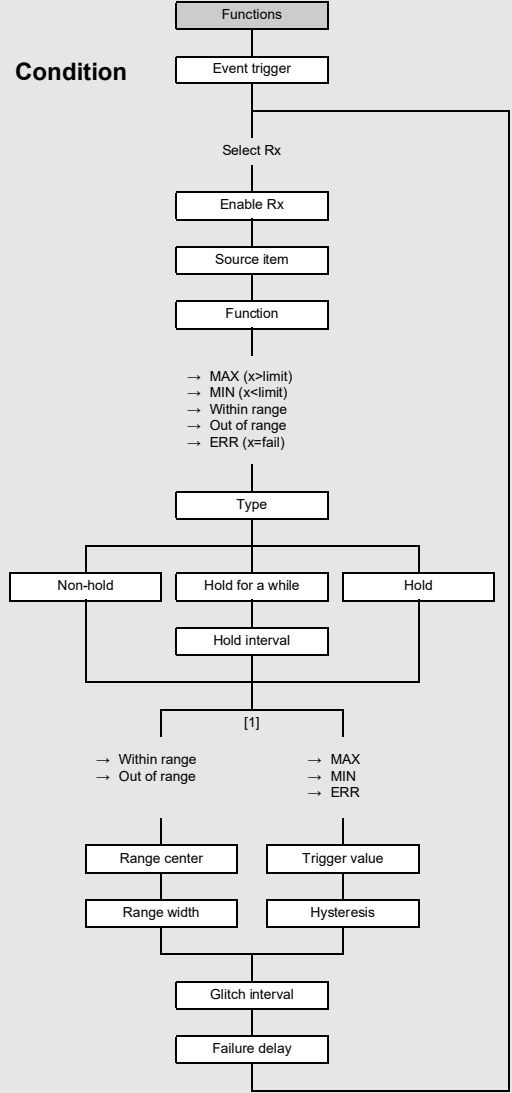 Functions
Condition
Event trigger
Select Rx
Enable Rx
Source item
Function
→ MAX (x>limit)
→ MIN (x<limit)
→ Within range
→ Out of range
→ ERR (x=fail)
Type
Non-hold
Hold for a while
Hold
Hold interval
[1]
→ Within range
→ Out of range
→ MAX
→ MIN
→ ERR
Range center
Trigger value
Range width
Hysteresis
Glitch interval
Failure delay